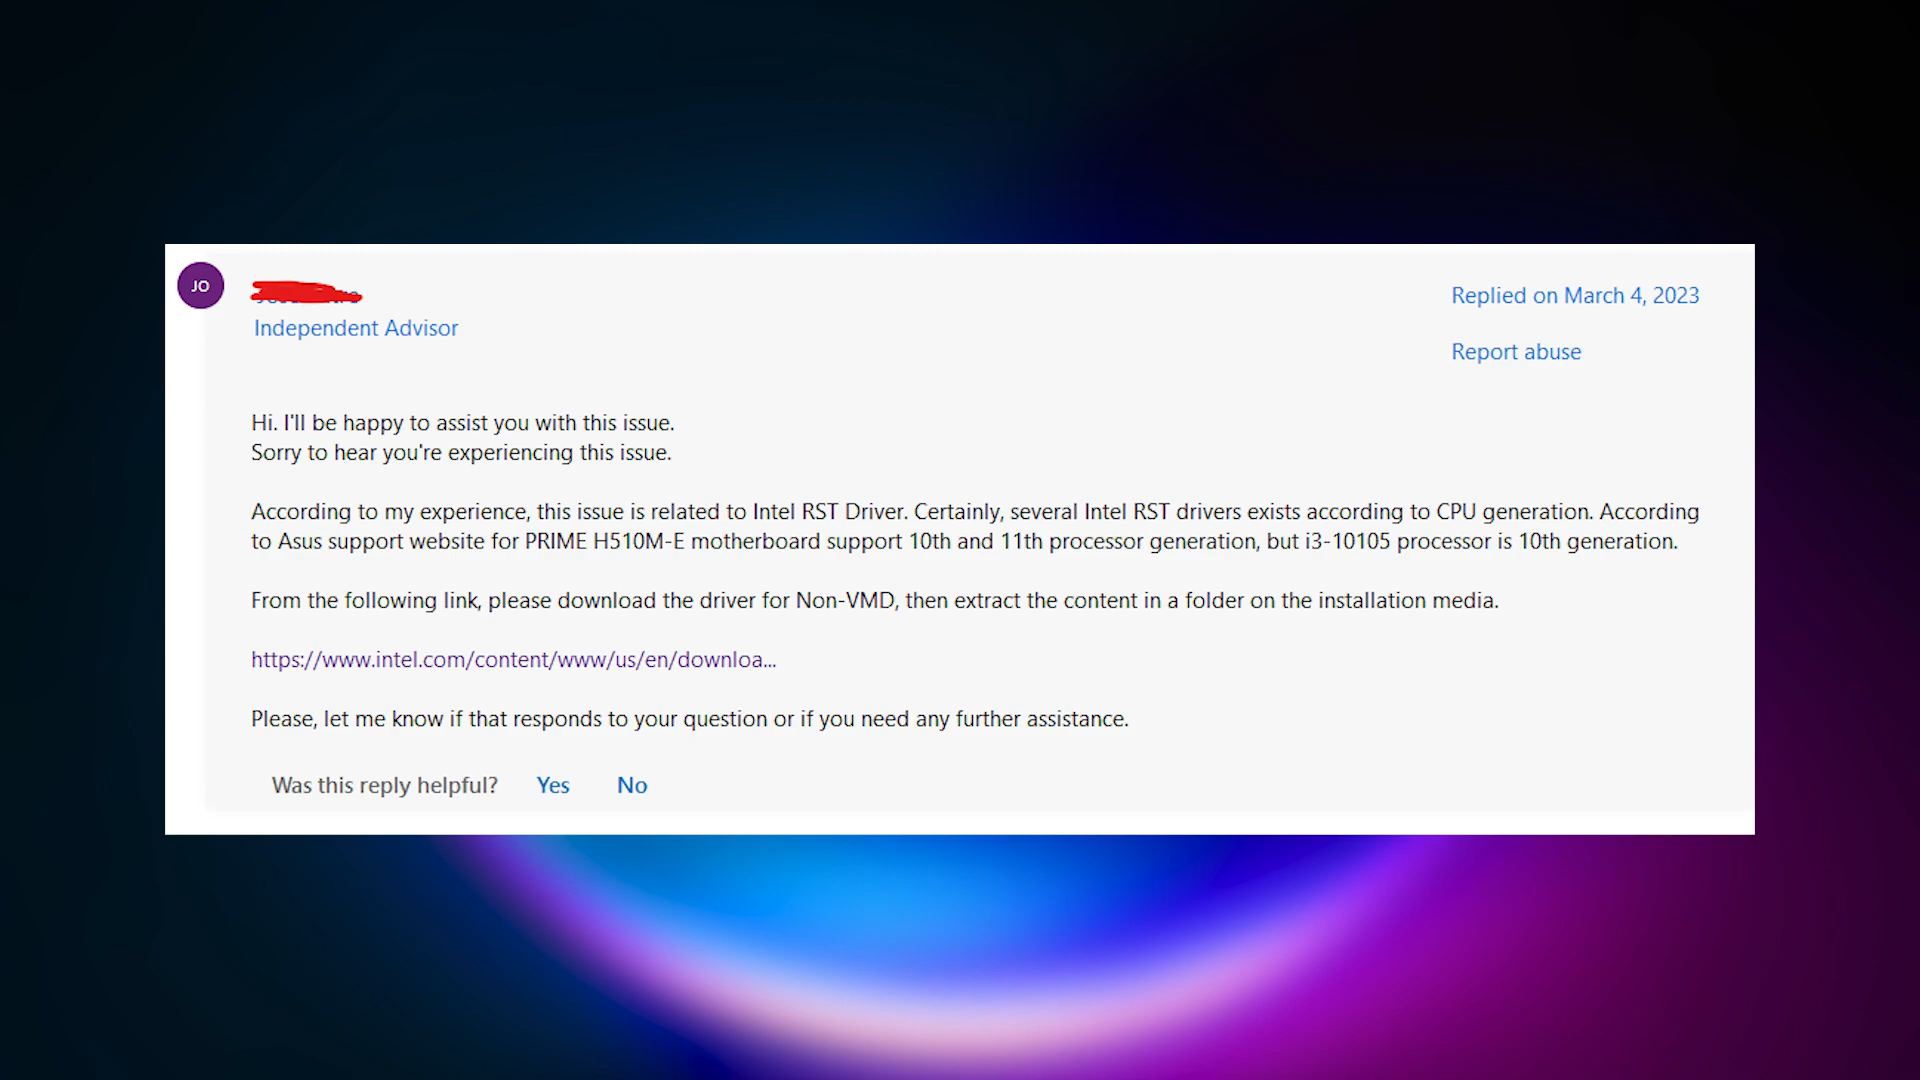 JO
Independent Advisor
Replied on March 4, 2023
Report abuse
Hi. I'll be happy to assist you with this issue.
Sorry to hear you're experiencing this issue.
According to my experience, this issue is related to Intel RST Driver. Certainly, several Intel RST drivers exists according to CPU generation. According
to Asus support website for PRIME H510M-E motherboard support 10th and 11th processor generation, but i3-10105 processor is 10th generation.
From the following link, please download the driver for Non-VMD, then extract the content in a folder on the installation media.
https://www.intel.com/content/www/us/en/downloa...
Please, let me know if that responds to your question or if you need any further assistance.
Was this reply helpful? Yes No